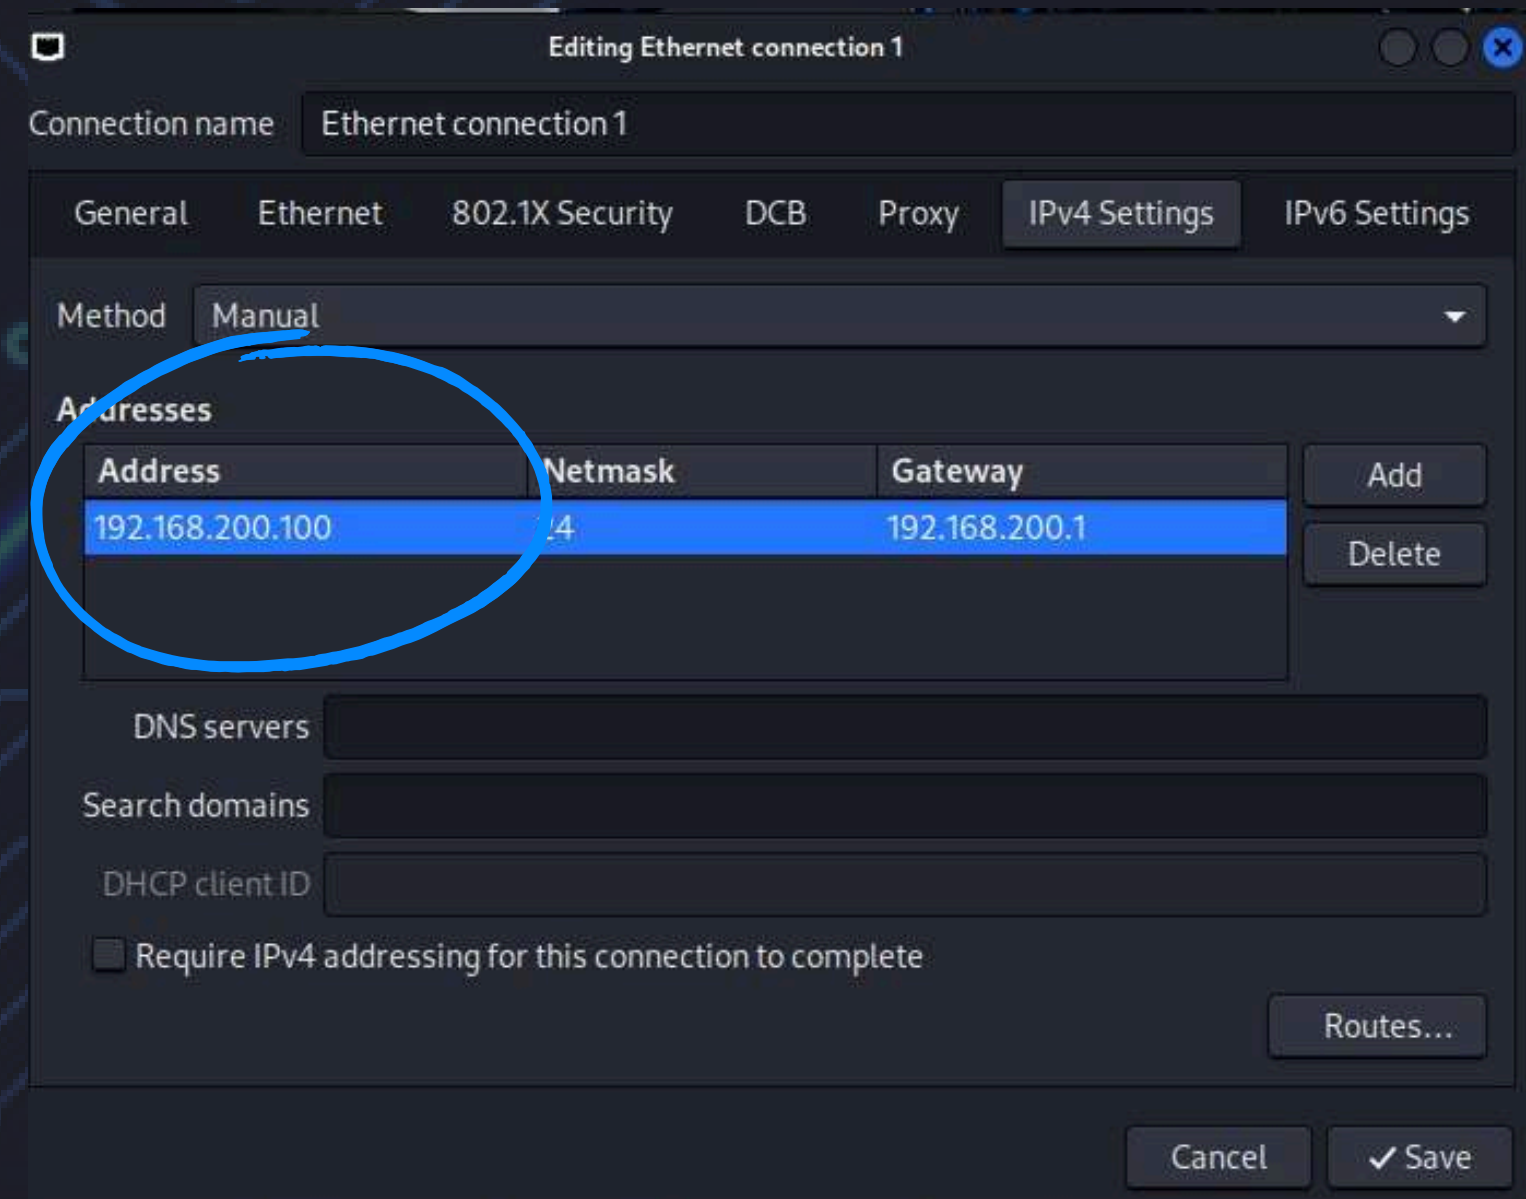 Editing Ethernet connection 1
Connection name Ethernet connection 1
General Ethernet 802.1X Security DCB Proxy IPv4 Settings IPv6 Settings
Method Manual
Addresses
Address Netmask Gateway
192.168.200.100 24 192.168.200.1
Add
Delete
DNS servers
Search domains
DHCP client ID
Require IPv4 addressing for this connection to complete
Routes...
Cancel Save